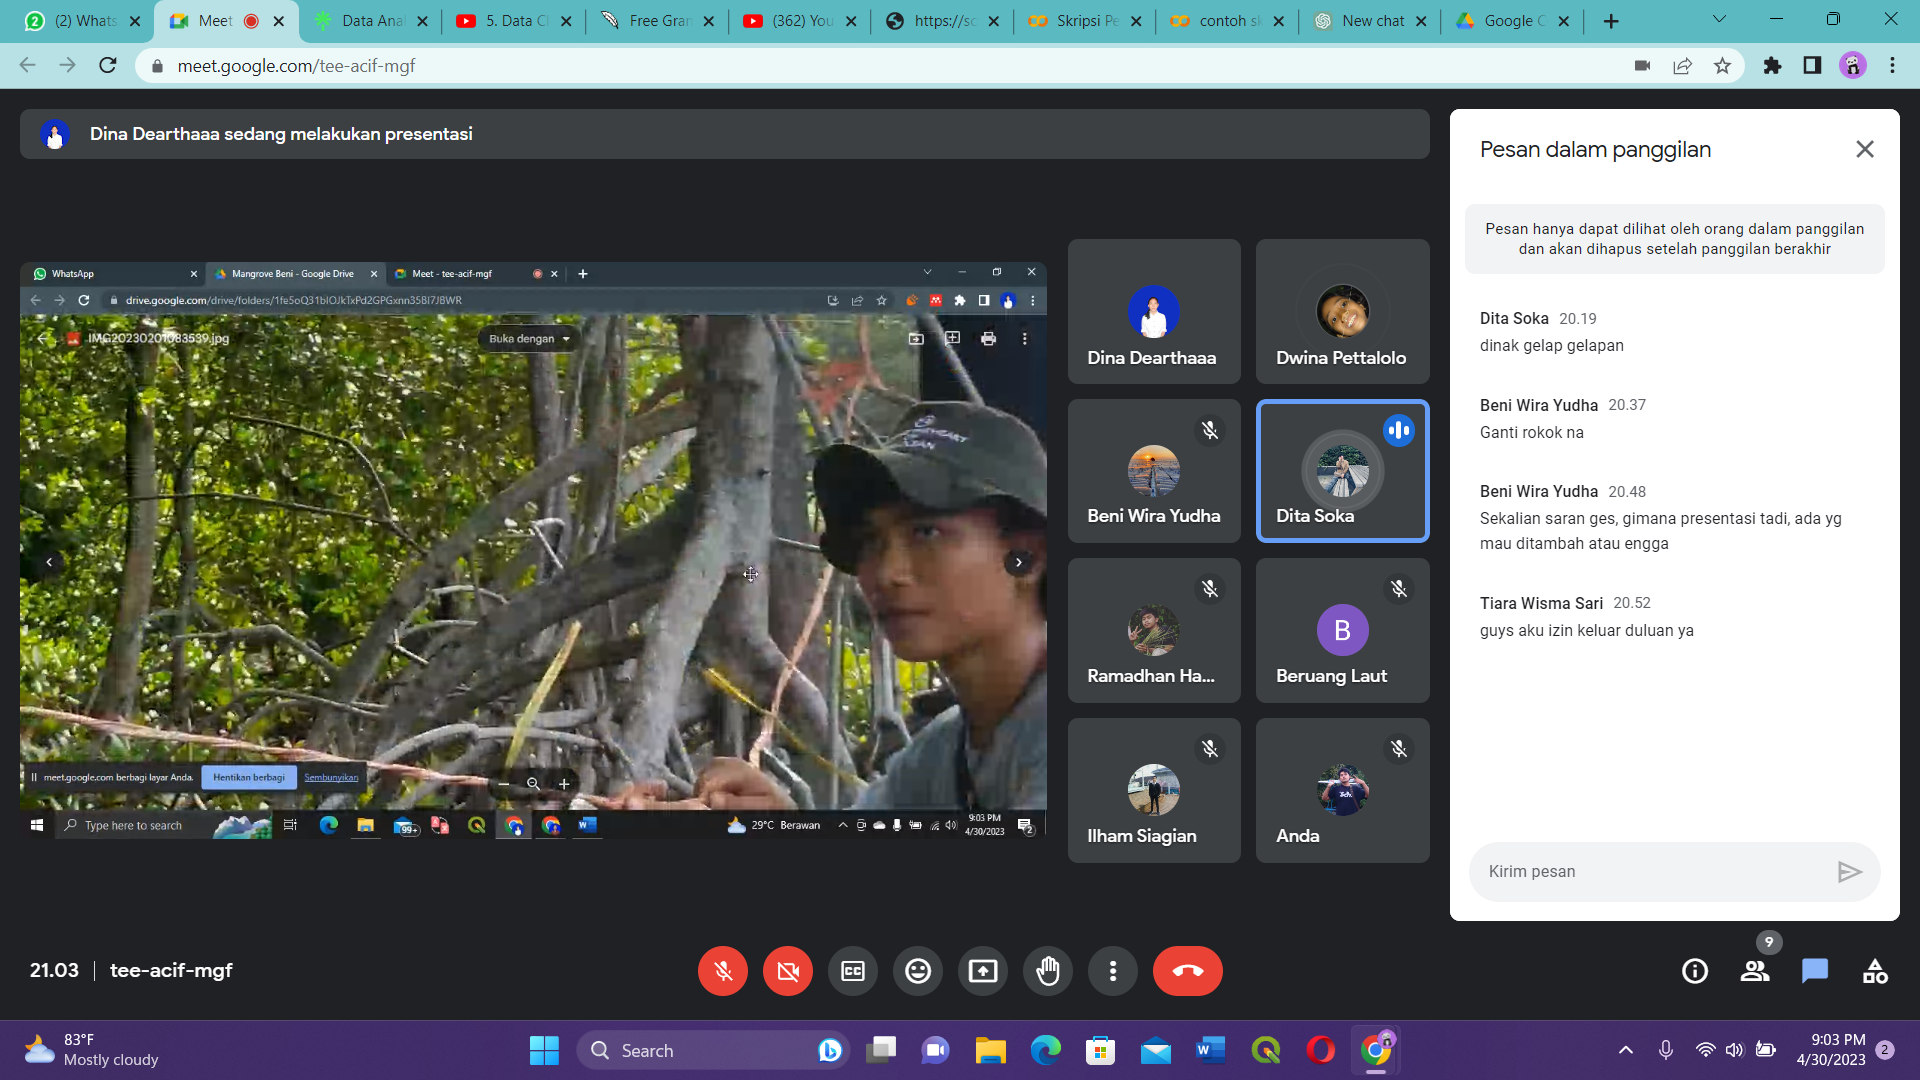 (2) Whats
Meet
Data Anal
5. Data Cl
Free Gran
(362) You
https://sc
Skripsi Pe
contoh sk
New chat
Google C
meet.google.com/tee-acif-mgf
Dina Dearthaaa sedang melakukan presentasi
WhatsApp
Mangrove Beni - Google Drive
Meet - tee-acif-mgf
IMG20230201083539.jpg
Buka dengan
meet.google.com berbagi layar Anda.
Hentikan berbagi
Sembunyikan
Type here to search
99+
29°C Berawan
9:03 PM
4/30/2023
2
Dina Dearthaaa
Dwina Pettalolo
Beni Wira Yudha
Dita Soka
Ramadhan Ha...
B
Beruang Laut
Ilham Siagian
Anda
Pesan dalam panggilan
Pesan hanya dapat dilihat oleh orang dalam panggilan
dan akan dihapus setelah panggilan berakhir
Dita Soka 20.19
dinak gelap gelapan
Beni Wira Yudha 20.37
Ganti rokok na
Beni Wira Yudha 20.48
Sekalian saran ges, gimana presentasi tadi, ada yg
mau ditambah atau engga
Tiara Wisma Sari 20.52
guys aku izin keluar duluan ya
Kirim pesan
21.03 | tee-acif-mgf
9
83°F
Mostly cloudy
Search
9:03 PM
4/30/2023
2